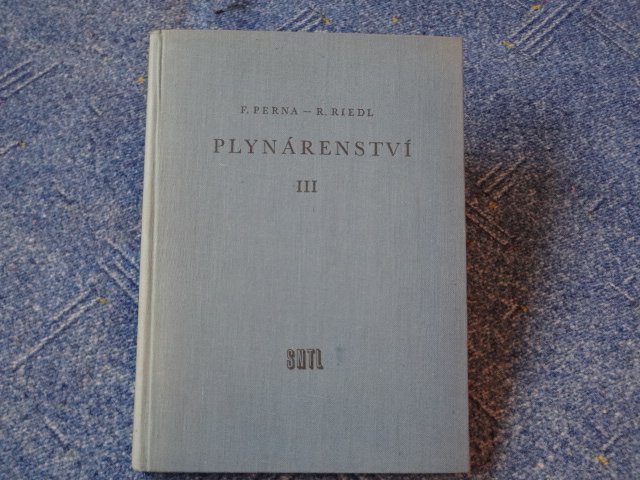 F. PERNA — R. RIEDL
PLYNÁRENSTVÍ
III
SNTL